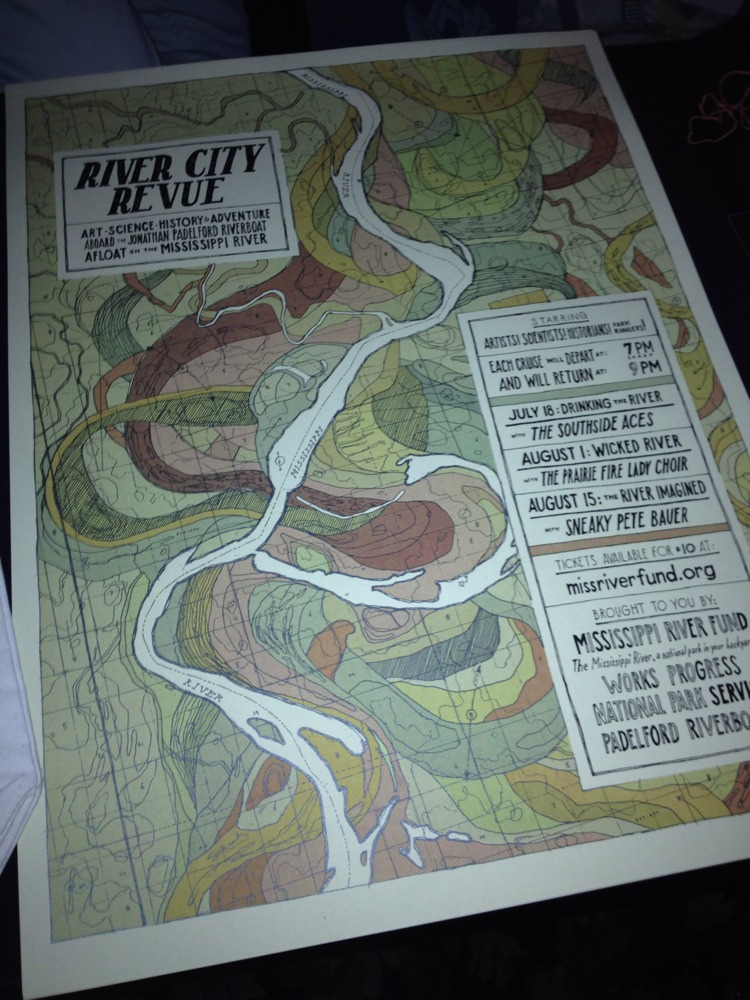 MISSISSIPPI
RIVER
RIVER CITY
REVUE
ART·SCIENCE·HISTORY & ADVENTURE
ABOARD THE JONATHAN PADELFORD RIVERBOAT
AFLOAT ON THE MISSISSIPPI RIVER
STARRING
ARTISTS! SCIENTISTS! HISTORIANS! PARK RANGERS!
EACH CRUISE WILL DEPART AT: 7 PM
AND WILL RETURN AT: 9 PM
JULY 18: DRINKING THE RIVER
WITH THE SOUTHSIDE ACES
AUGUST 1: WICKED RIVER
WITH THE PRAIRIE FIRE LADY CHOIR
AUGUST 15: THE RIVER IMAGINED
WITH SNEAKY PETE BAUER
TICKETS AVAILABLE FOR $10 AT:
missriverfund.org
BROUGHT TO YOU BY:
MISSISSIPPI RIVER FUND
The Mississippi River, a national park in your backyard
WORKS PROGRESS
NATIONAL PARK SERVI
PADELFORD RIVERBO
MISSISSIPPI
RIVER